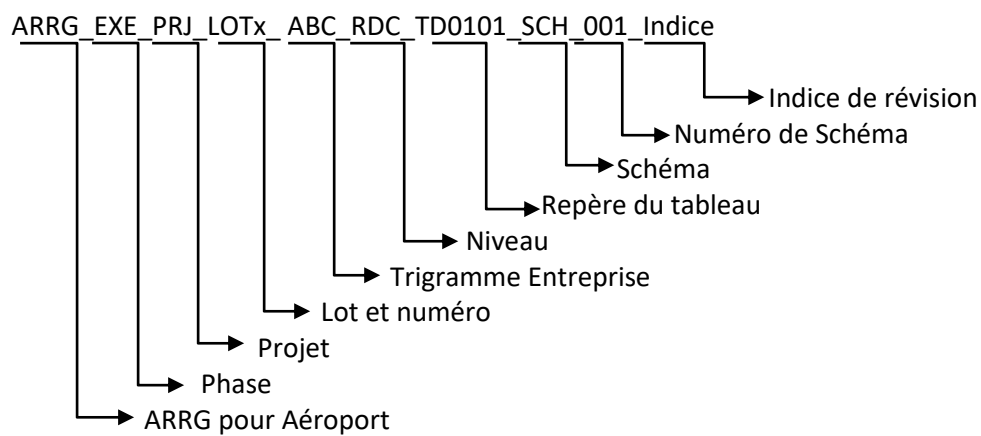 ARRG_EXE_PRJ_LOTx_ ABC_RDC_TD0101_SCH_001_Indice
Indice de révision
Numéro de Schéma
Schéma
Repère du tableau
Niveau
Trigramme Entreprise
Lot et numéro
Projet
Phase
ARRG pour Aéroport